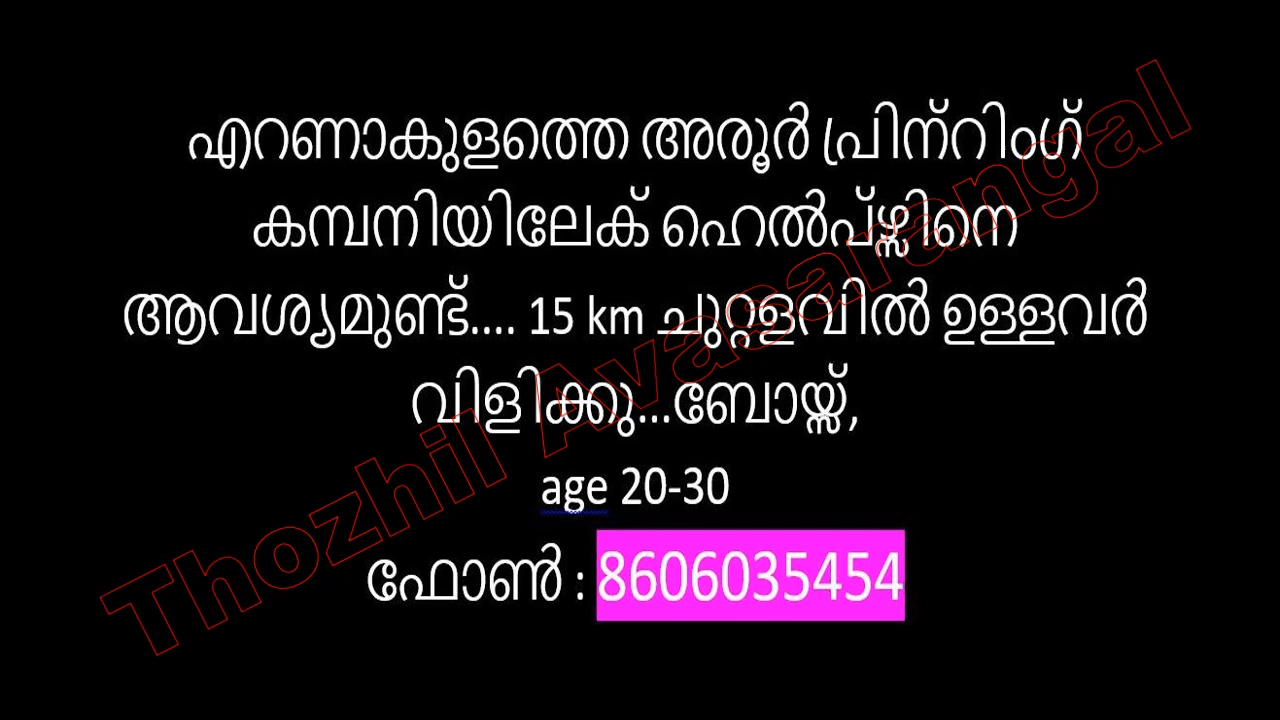 എറണാകുളത്തെ അരൂർ പ്രിന്റിംഗ്
കമ്പനിയിലേക് ഹെൽപ്ഴ്സിനെ
ആവശ്യമുണ്ട്.... 15 km ചുറ്റളവിൽ ഉള്ളവർ
വിളിക്കു...ബോയ്സ്,
age 20-30
ഫോൺ : 8606035454
Thozhil Avasarangal